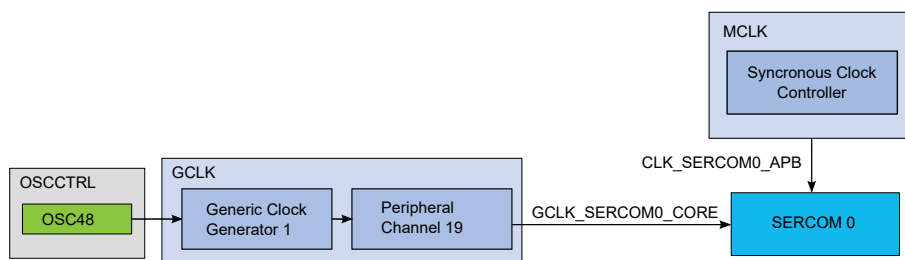 MCLK
Syncronous Clock
Controller
CLK_SERCOM0_APB
OSCCTRL
OSC48
GCLK
Generic Clock
Generator 1
Peripheral
Channel 19
GCLK_SERCOM0_CORE
SERCOM 0